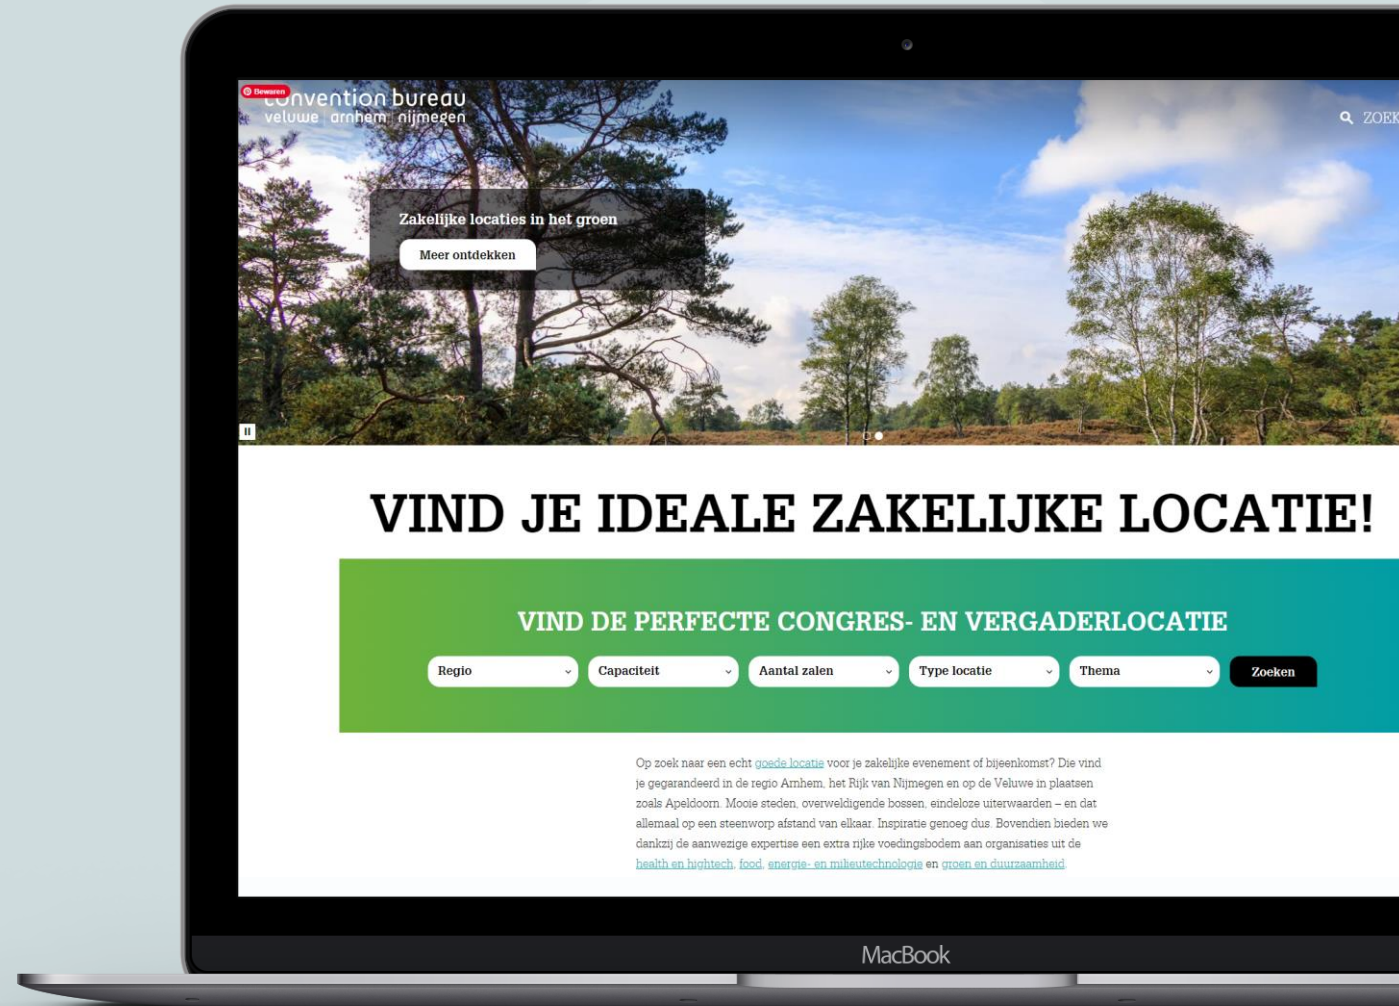 Bewaren
convention bureau
veluwe arnhem nijmegen
ZOEK
Zakelijke locaties in het groen
Meer ontdekken
VIND JE IDEALE ZAKELIJKE LOCATIE!
VIND DE PERFECTE CONGRES- EN VERGADERLOCATIE
Regio Capaciteit Aantal zalen Type locatie Thema Zoeken
Op zoek naar een echt goede locatie voor je zakelijke evenement of bijeenkomst? Die vind
je gegarandeerd in de regio Arnhem, het Rijk van Nijmegen en op de Veluwe in plaatsen
zoals Apeldoorn. Mooie steden, overweldigende bossen, eindeloze uiterwaarden – en dat
allemaal op een steenworp afstand van elkaar. Inspiratie genoeg dus. Bovendien bieden we
dankzij de aanwezige expertise een extra rijke voedingsbodem aan organisaties uit de
health en hightech, food, energie- en milieutechnologie en groen en duurzaamheid.
MacBook